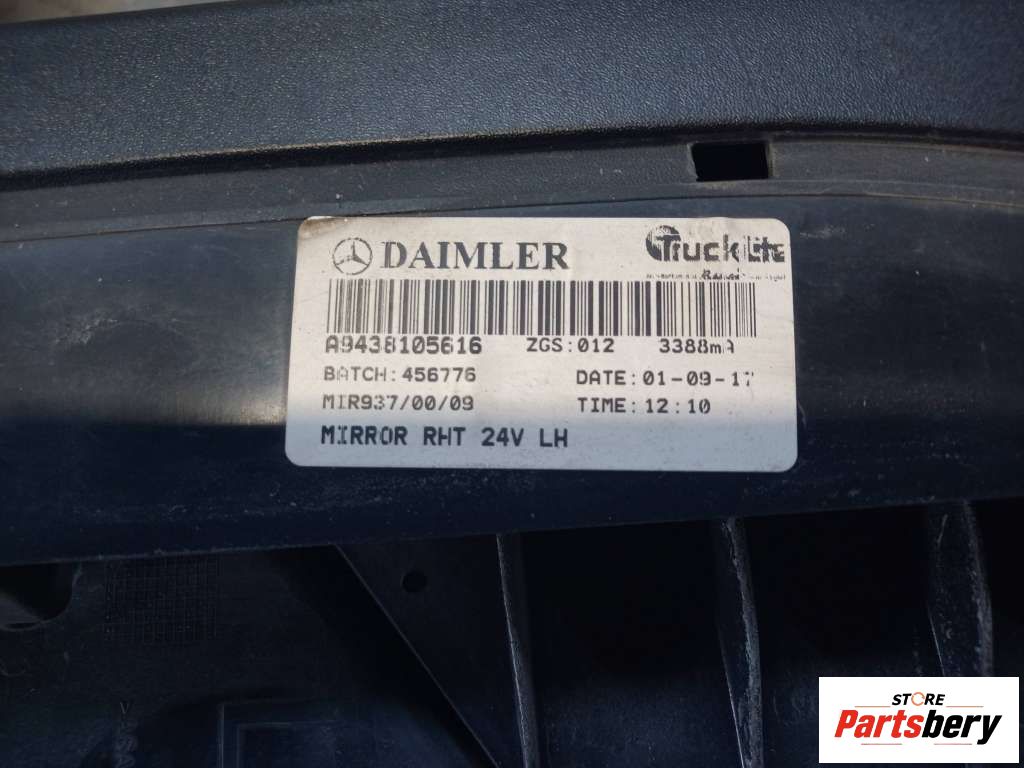 DAIMLER
TruckLite
A9438105616 ZGS:012 3388mA
BATCH:456776 DATE:01-09-17
MIR937/00/09 TIME:12:10
MIRROR RHT 24V LH
STORE
Partsbery